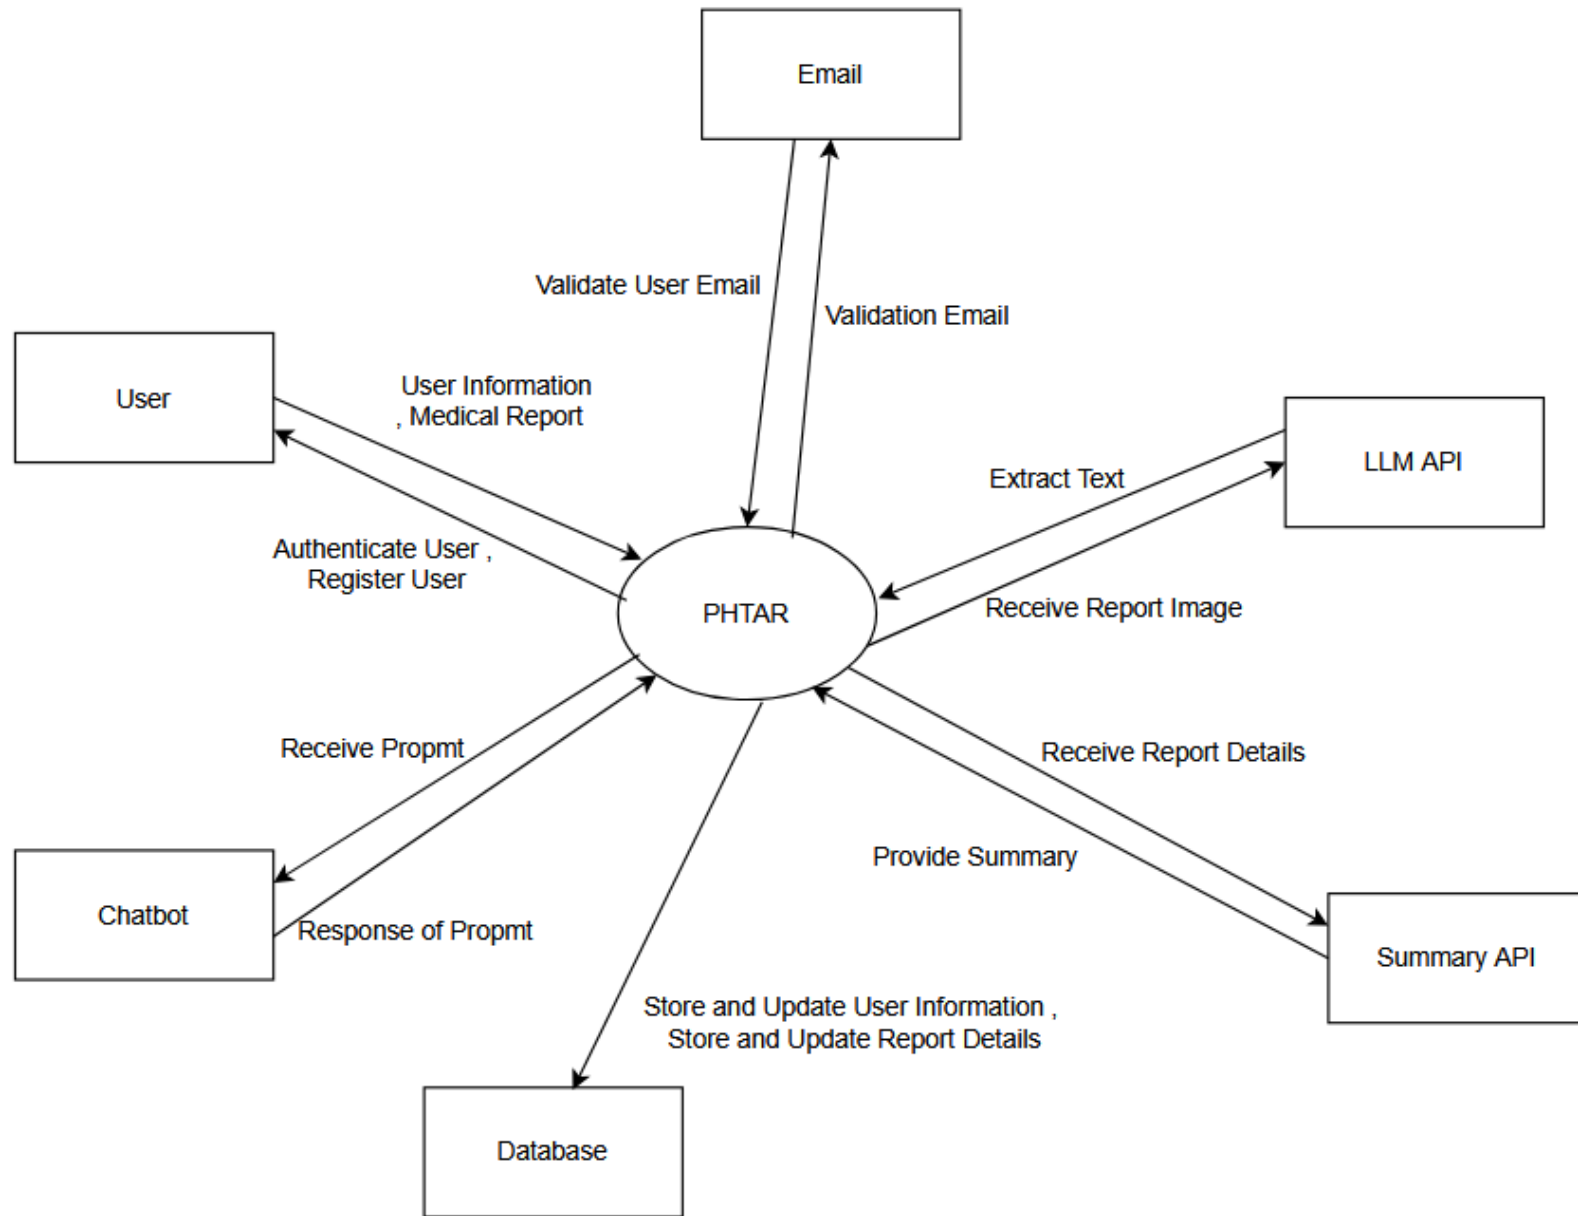 Email
Validate User Email
Validation Email
User
User Information
, Medical Report
LLM API
Extract Text
Authenticate User ,
Register User
PHTAR
Receive Report Image
Receive Propmt
Receive Report Details
Provide Summary
Chatbot
Response of Propmt
Summary API
Store and Update User Information ,
Store and Update Report Details
Database